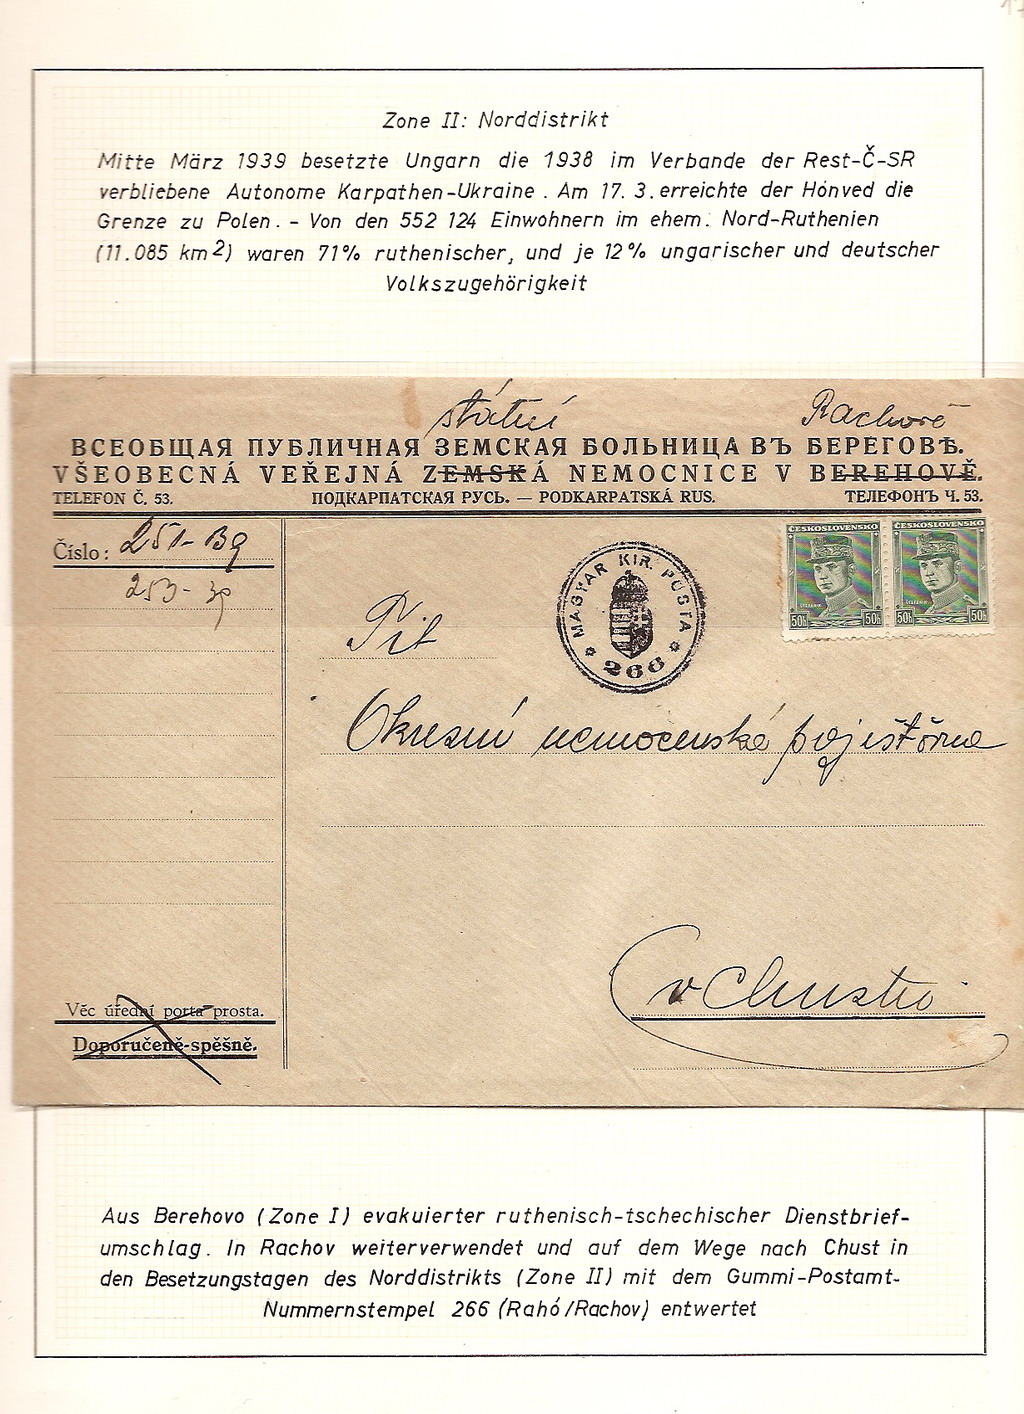 Zone II: Norddistrikt
Mitte März 1939 besetzte Ungarn die 1938 im Verbande der Rest-Č-SR
verbliebene Autonome Karpathen-Ukraine. Am 17. 3. erreichte der Hónved die
Grenze zu Polen. - Von den 552 124 Einwohnern im ehem. Nord-Ruthenien
(11.085 km²) waren 71% ruthenischer, und je 12% ungarischer und deutscher
Volkszugehörigkeit
státní Rachově
ВСЕОБЩАЯ ПУБЛИЧНАЯ ЗЕМСКАЯ БОЛЬНИЦА ВЪ БЕРЕГОВѢ.
VŠEOBECNÁ VEŘEJNÁ ZEMSKÁ NEMOCNICE V BEREHOVĚ.
TELEFON Č. 53. ПОДКАРПАТСКАЯ РУСЬ. — PODKARPATSKÁ RUS. ТЕЛЕФОНЪ Ч. 53.
Číslo: 251-39
253-39
MAGYAR KIR. POSTA
266
ČESKOSLOVENSKO ČESKOSLOVENSKO
ŠTEFÁNIK ŠTEFÁNIK
50h 50h 50h 50h
Tit
Okresní nemocenská pojišťovna
v Chustu
Věc úřední porta prosta.
Doporučeně-spěšně.
Aus Berehovo (Zone I) evakuierter ruthenisch-tschechischer Dienstbrief-
umschlag. In Rachov weiterverwendet und auf dem Wege nach Chust in
den Besetzungstagen des Norddistrikts (Zone II) mit dem Gummi-Postamt-
Nummernstempel 266 (Rahó/Rachov) entwertet